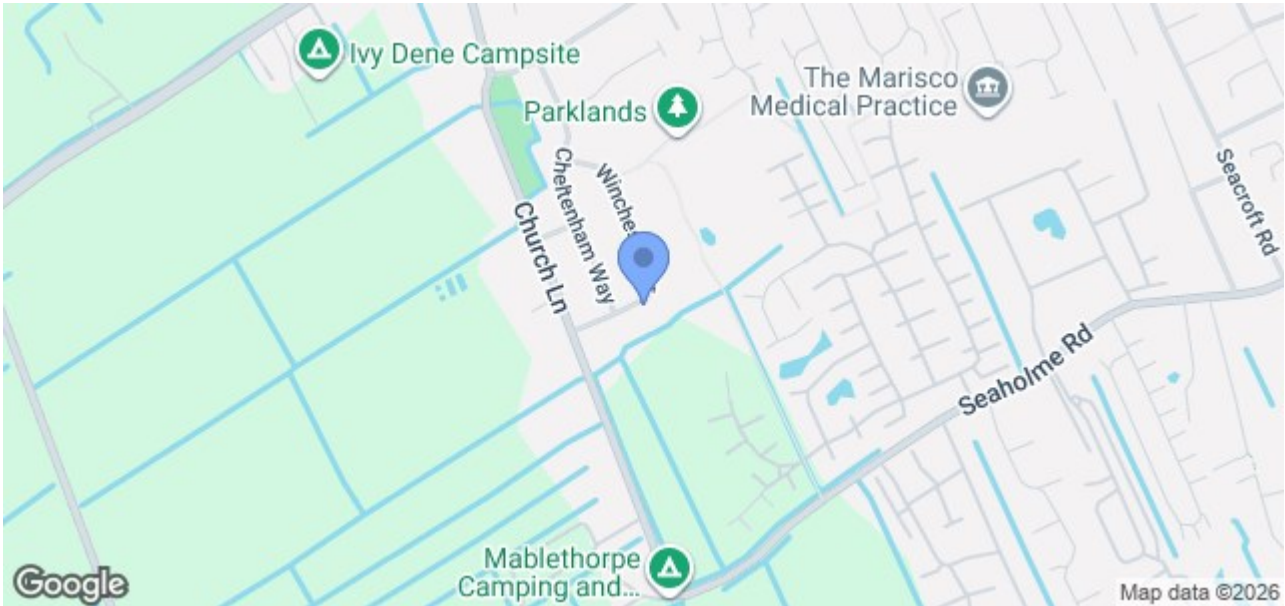 Ivy Dene Campsite
The Marisco
Medical Practice
Parklands
Seacroft Rd
Cheltenham Way
Church Ln
Seaholme Rd
Mablethorpe
Camping and...
Google
Map data ©2026